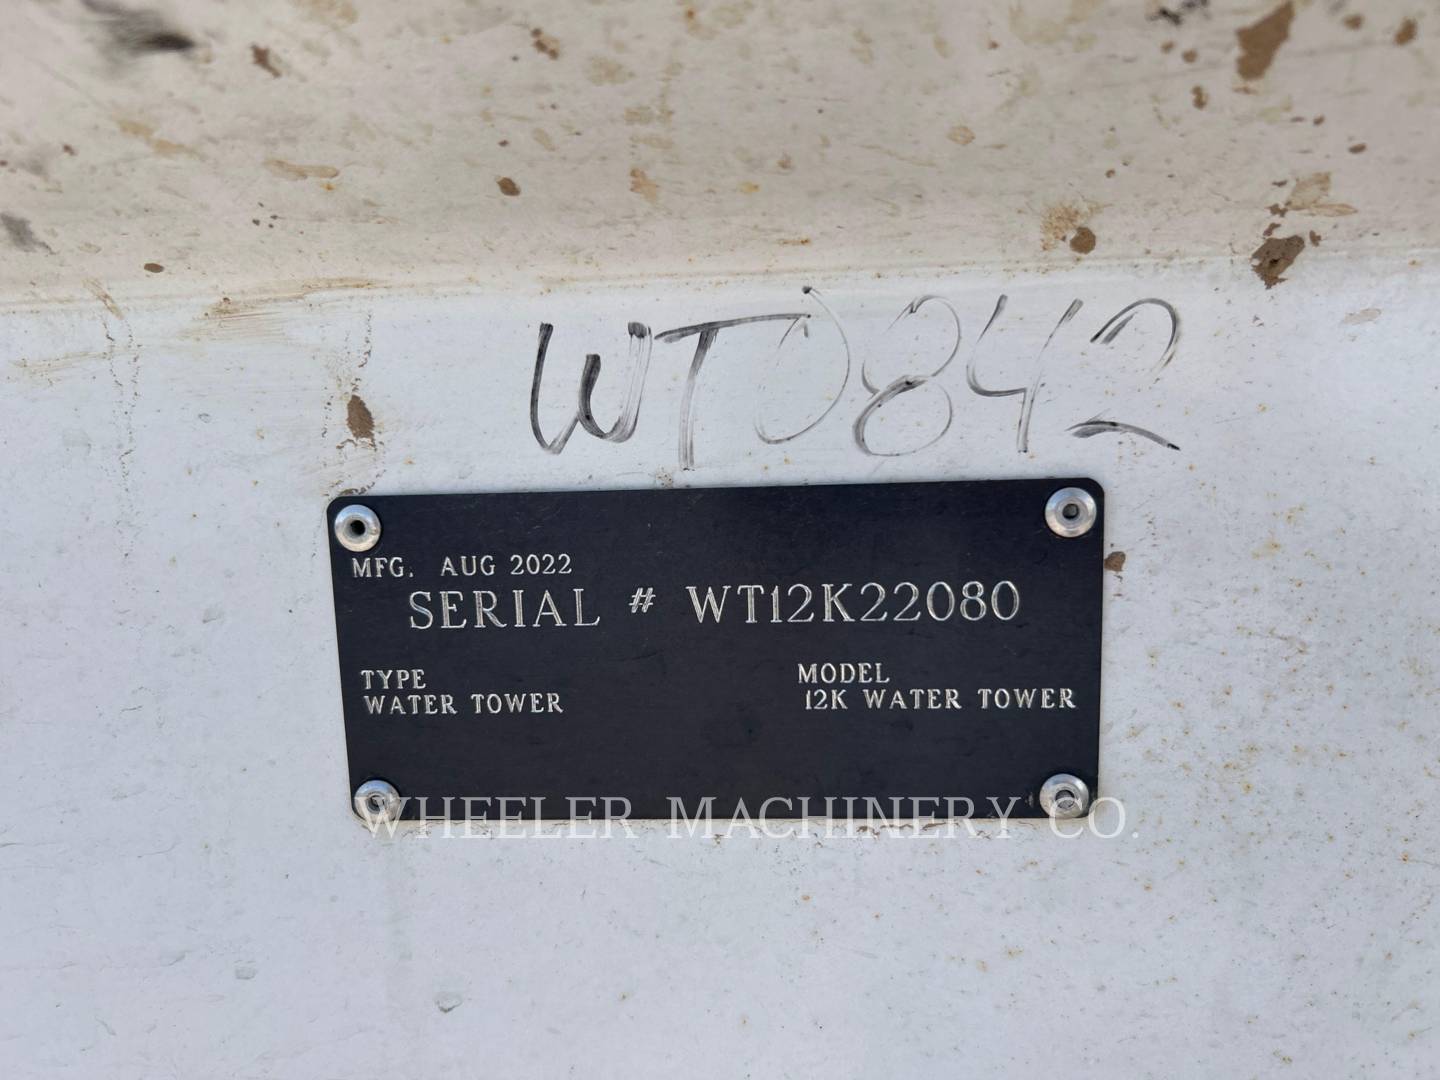 WT0842
MFG. AUG 2022
SERIAL # WT12K22080
TYPE
WATER TOWER
MODEL
12K WATER TOWER
WHEELER MACHINERY CO.